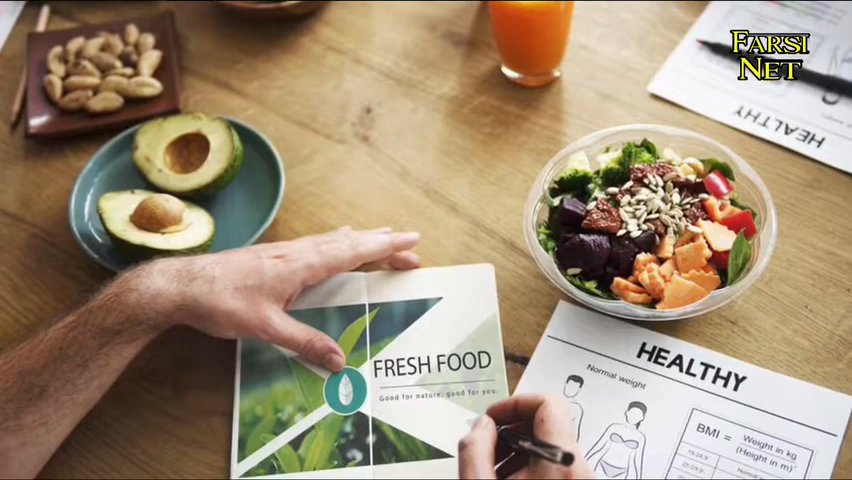 FARSI
NET
HEALTHY
FRESH FOOD
Good for nature, good for you.
HEALTHY
Normal weight
BMI = Weight in kg
(Height in m)²